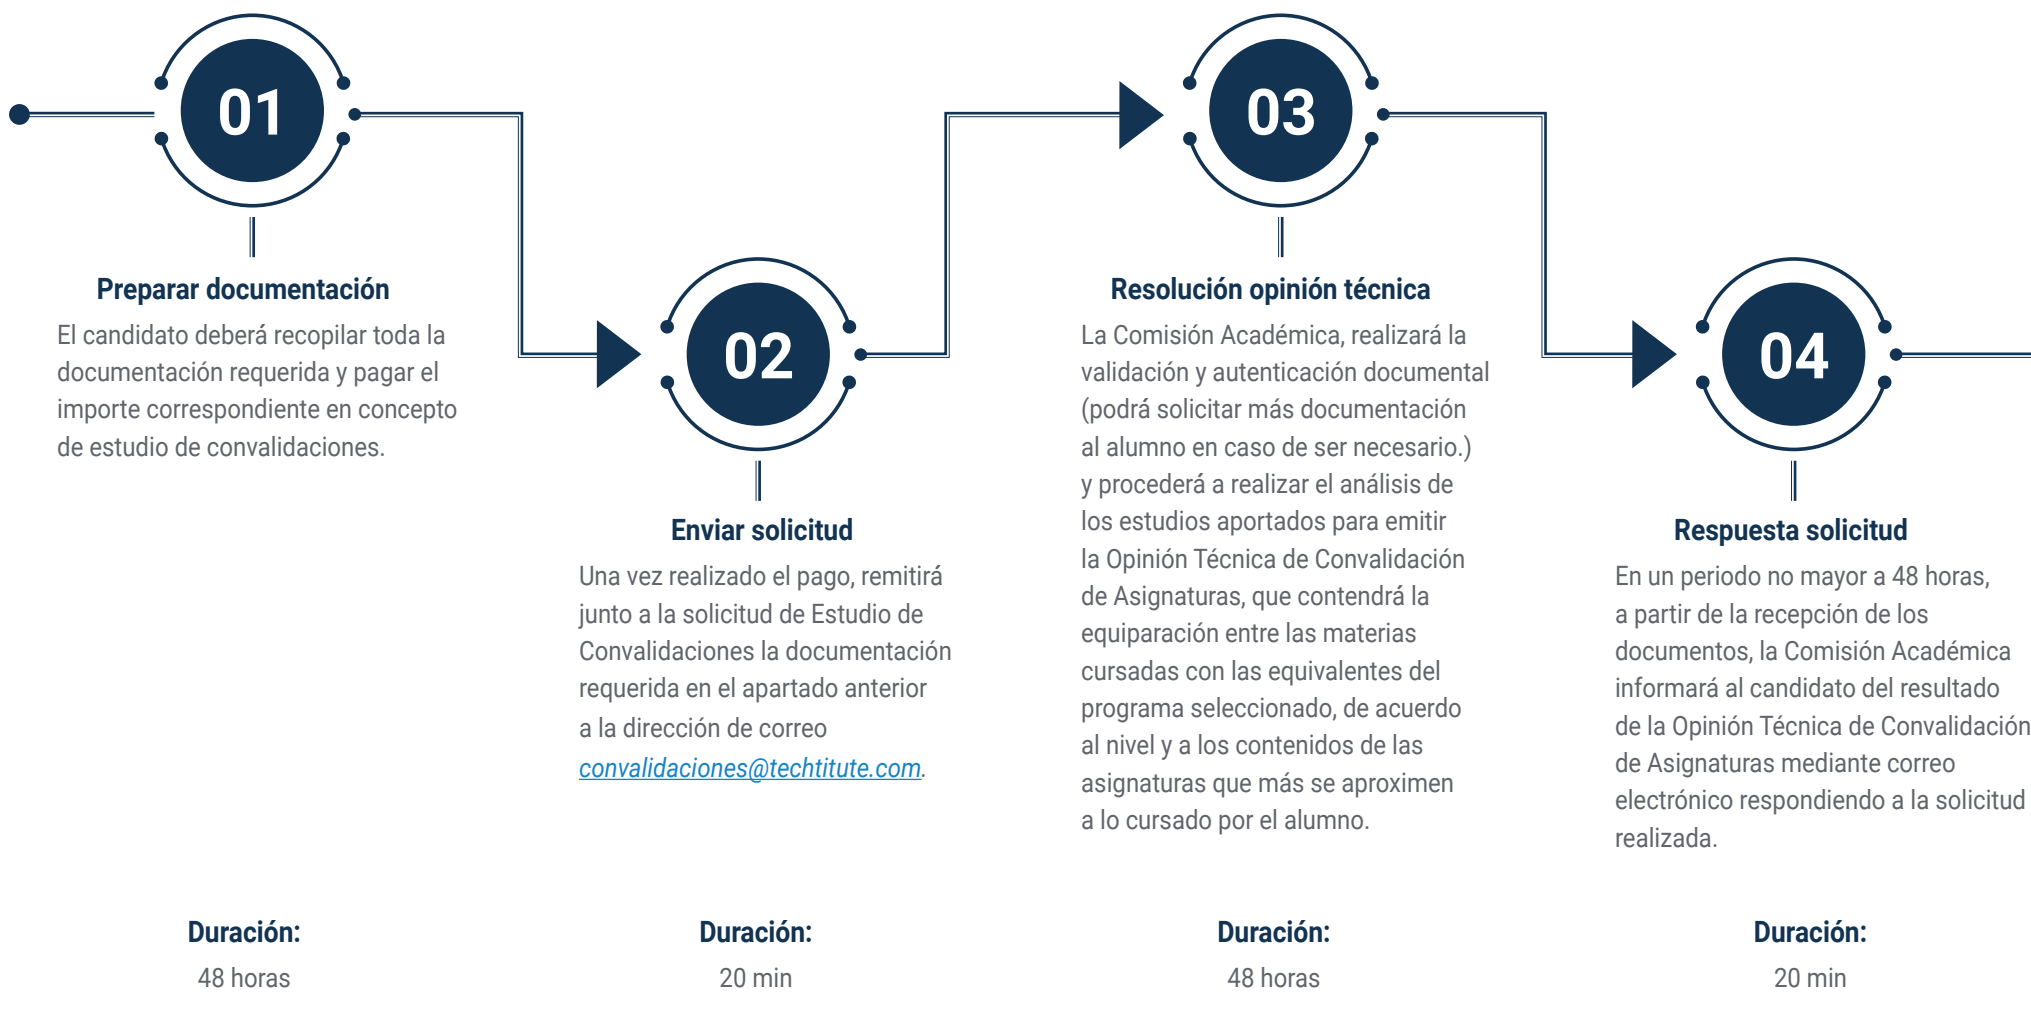 01
Preparar documentación
El candidato deberá recopilar toda la
documentación requerida y pagar el
importe correspondiente en concepto
de estudio de convalidaciones.
Duración:
48 horas
02
Enviar solicitud
Una vez realizado el pago, remitirá
junto a la solicitud de Estudio de
Convalidaciones la documentación
requerida en el apartado anterior
a la dirección de correo
convalidaciones@techtitute.com.
Duración:
20 min
03
Resolución opinión técnica
La Comisión Académica, realizará la
validación y autenticación documental
(podrá solicitar más documentación
al alumno en caso de ser necesario.)
y procederá a realizar el análisis de
los estudios aportados para emitir
la Opinión Técnica de Convalidación
de Asignaturas, que contendrá la
equiparación entre las materias
cursadas con las equivalentes del
programa seleccionado, de acuerdo
al nivel y a los contenidos de las
asignaturas que más se aproximen
a lo cursado por el alumno.
Duración:
48 horas
04
Respuesta solicitud
En un periodo no mayor a 48 horas,
a partir de la recepción de los
documentos, la Comisión Académica
informará al candidato del resultado
de la Opinión Técnica de Convalidación
de Asignaturas mediante correo
electrónico respondiendo a la solicitud
realizada.
Duración:
20 min